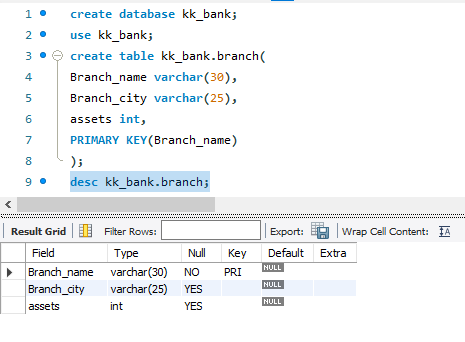 1 create database kk_bank;
2 use kk_bank;
3 create table kk_bank.branch(
4 Branch_name varchar(30),
5 Branch_city varchar(25),
6 assets int,
7 PRIMARY KEY(Branch_name)
8 );
9 desc kk_bank.branch;
Result Grid Filter Rows: Export: Wrap Cell Content: IA
Field Type Null Key Default Extra
Branch_name varchar(30) NO PRI NULL
Branch_city varchar(25) YES NULL
assets int YES NULL